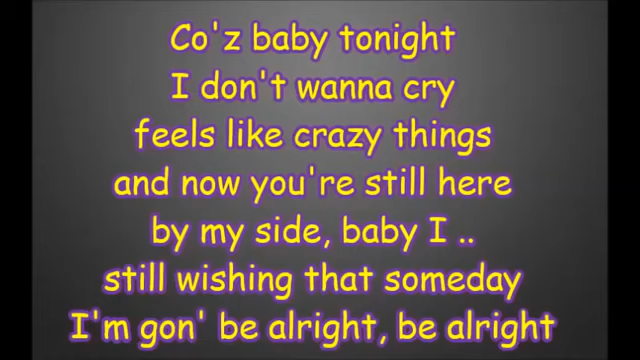 Co'z baby tonight
I don't wanna cry
feels like crazy things
and now you're still here
by my side, baby I ..
still wishing that someday
I'm gon' be alright, be alright